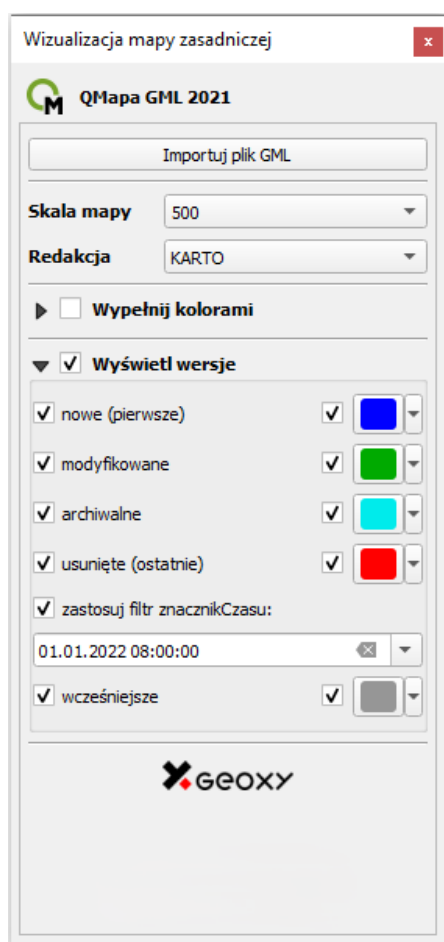 Wizualizacja mapy zasadniczej
x
QMapa GML 2021
Importuj plik GML
Skala mapy 500
Redakcja KARTO
Wypełnij kolorami
Wyświetl wersje
nowe (pierwsze)
modyfikowane
archiwalne
usunięte (ostatnie)
zastosuj filtr znacznikCzasu:
01.01.2022 08:00:00
wcześniejsze
GEOXY